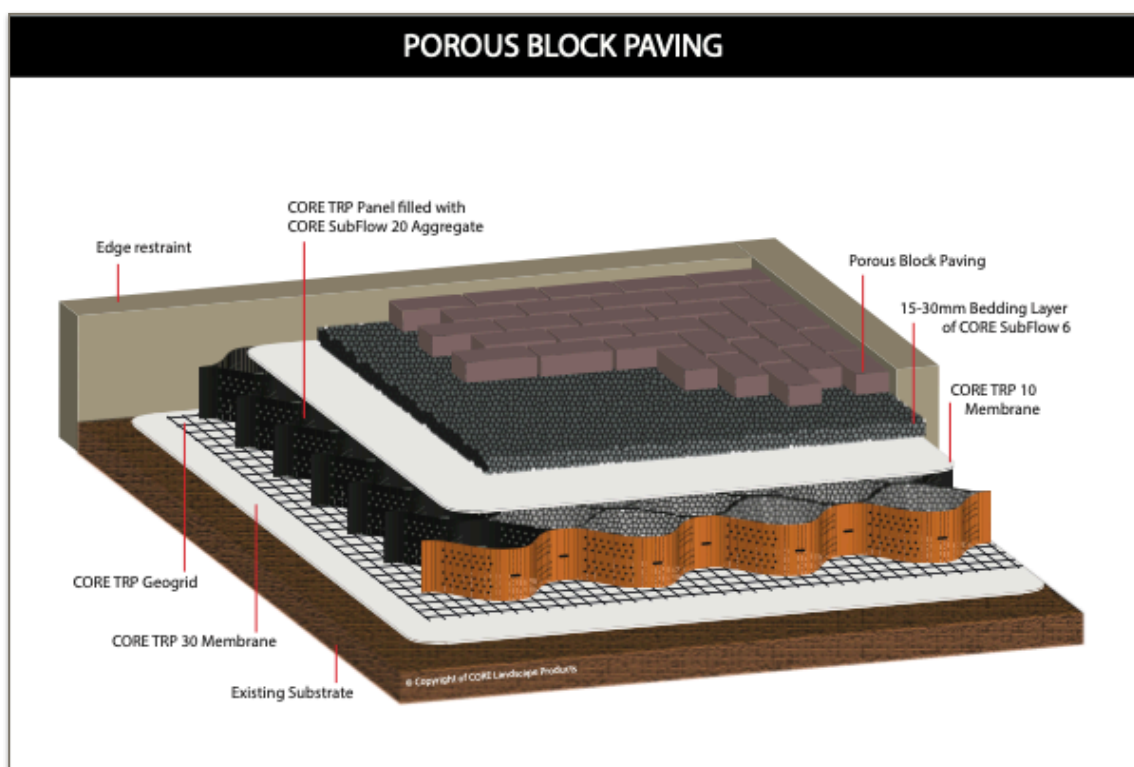 POROUS BLOCK PAVING
CORE TRP Panel filled with
CORE SubFlow 20 Aggregate
Edge restraint
Porous Block Paving
15-30mm Bedding Layer
of CORE SubFlow 6
CORE TRP 10
Membrane
CORE TRP Geogrid
CORE TRP 30 Membrane
Existing Substrate
© Copyright of CORE Landscape Products